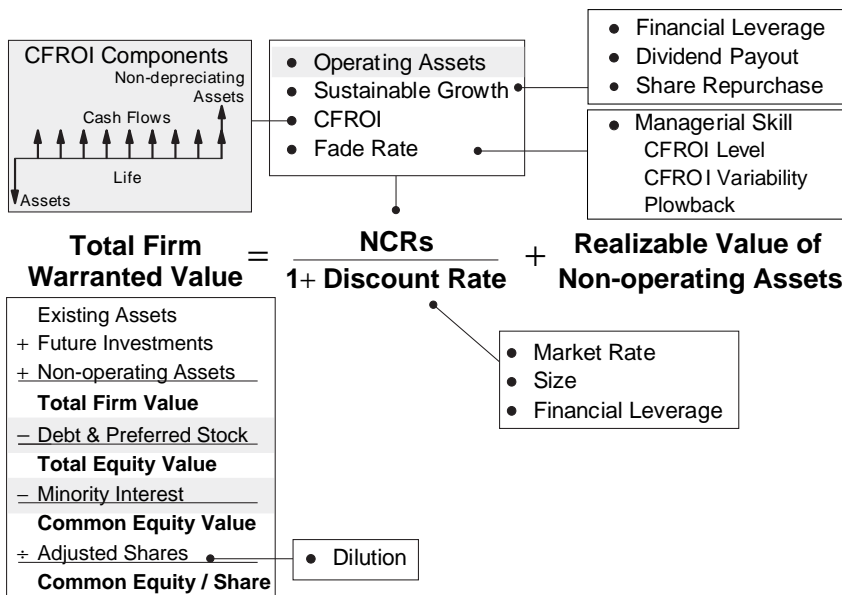 CFROI Components
Non-depreciating
Assets
Cash Flows
Life
Assets
• Operating Assets
• Sustainable Growth
• CFROI
• Fade Rate
• Financial Leverage
• Dividend Payout
• Share Repurchase
• Managerial Skill
CFROI Level
CFROI Variability
Plowback
Total Firm
Warranted Value
=
NCRs
1+ Discount Rate
+
Realizable Value of
Non-operating Assets
Existing Assets
+ Future Investments
+ Non-operating Assets
Total Firm Value
− Debt & Preferred Stock
Total Equity Value
− Minority Interest
Common Equity Value
÷ Adjusted Shares
Common Equity / Share
• Market Rate
• Size
• Financial Leverage
• Dilution